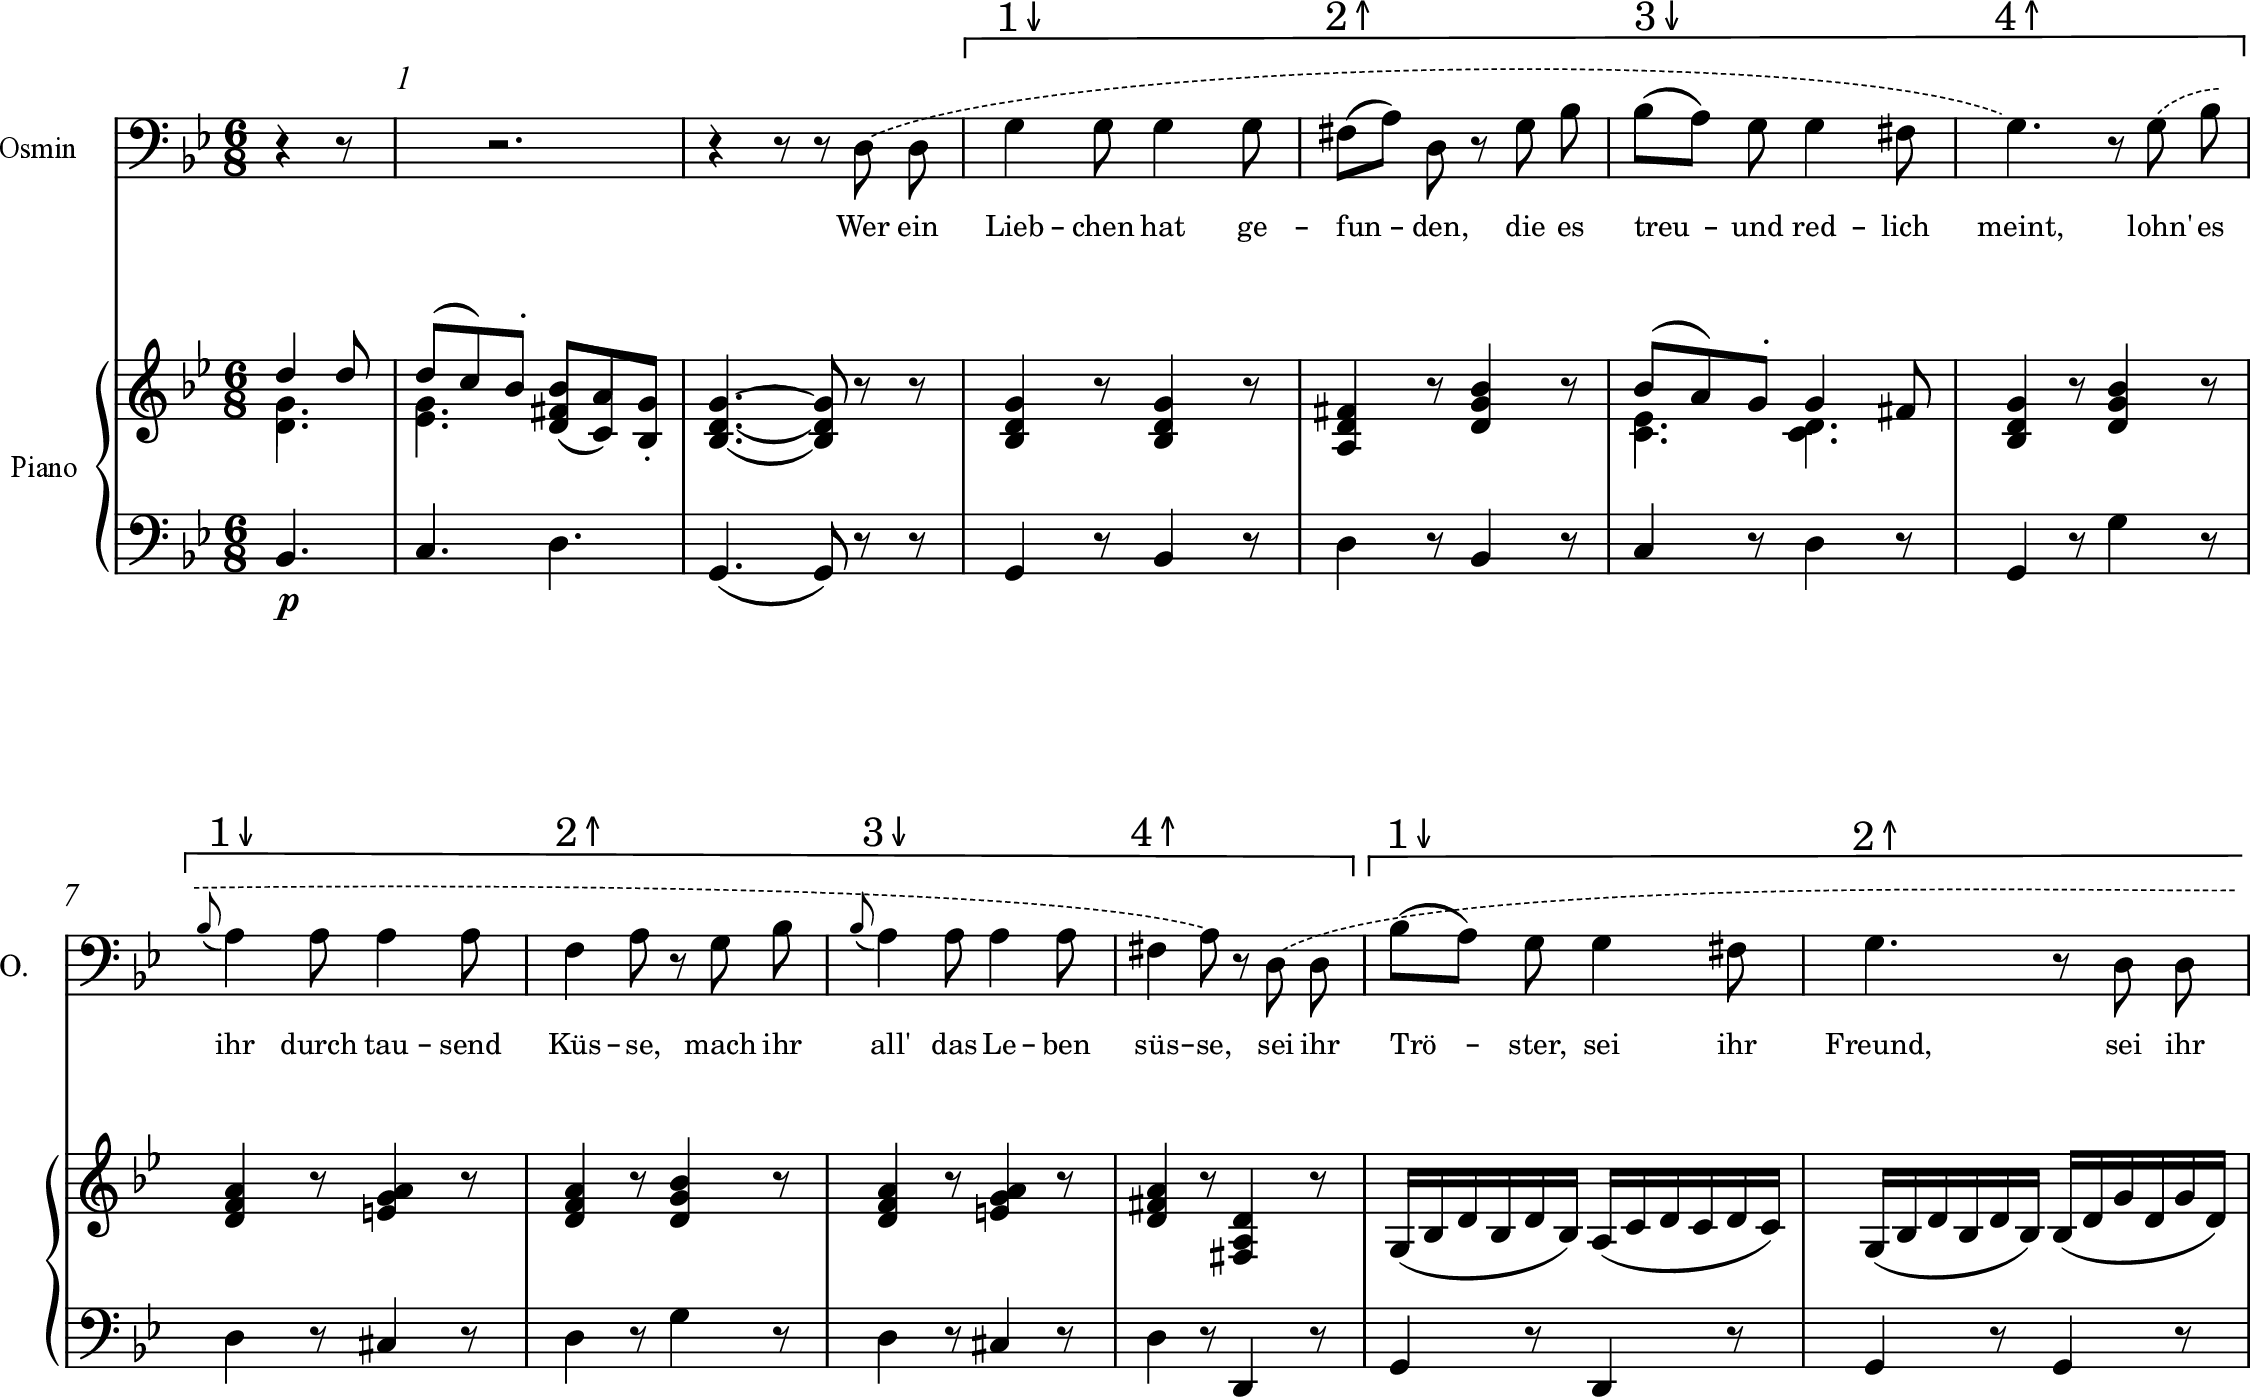 1↓ 2↑ 3↓ 4↑
1
Osmin
6 8
Wer ein Lieb – chen hat ge – fun – den, die es treu – und red – lich meint, lohn' es
Piano
6 8
6 8
p
1↓ 2↑ 3↓ 4↑ 1↓ 2↑
7
O.
ihr durch tau – send Küs – se, mach ihr all' das Le – ben süs – se, sei ihr Trö – ster, sei ihr Freund, sei ihr